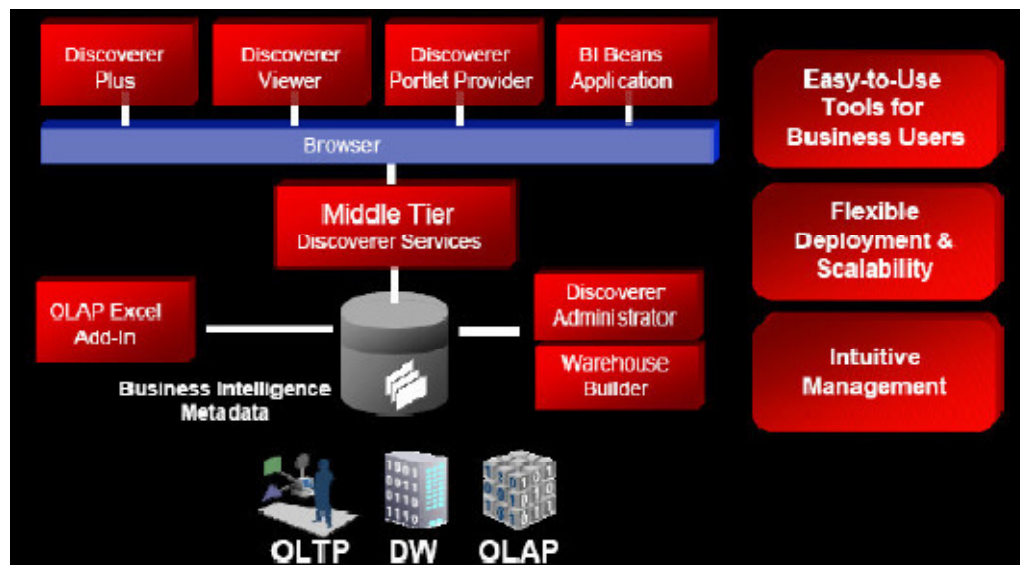 Discoverer
Plus
Discoverer
Viewer
Discoverer
Portlet Provider
BI Beans
Application
Browser
Middle Tier
Discoverer Services
OLAP Excel
Add-In
Business Intelligence
Metadata
Discoverer
Administrator
Warehouse
Builder
OLTP
DW
OLAP
Easy-to-Use
Tools for
Business Users
Flexible
Deployment &
Scalability
Intuitive
Management